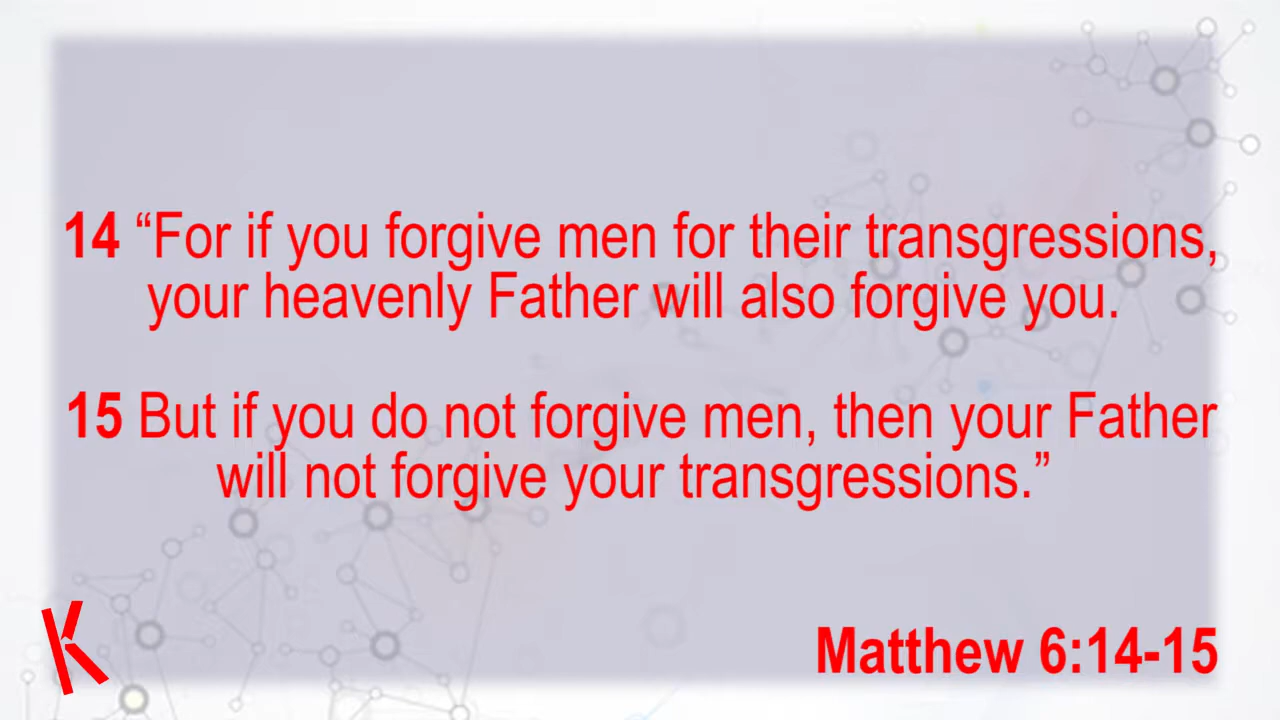 14 “For if you forgive men for their transgressions,
your heavenly Father will also forgive you.
15 But if you do not forgive men, then your Father
will not forgive your transgressions.”
K
Matthew 6:14-15